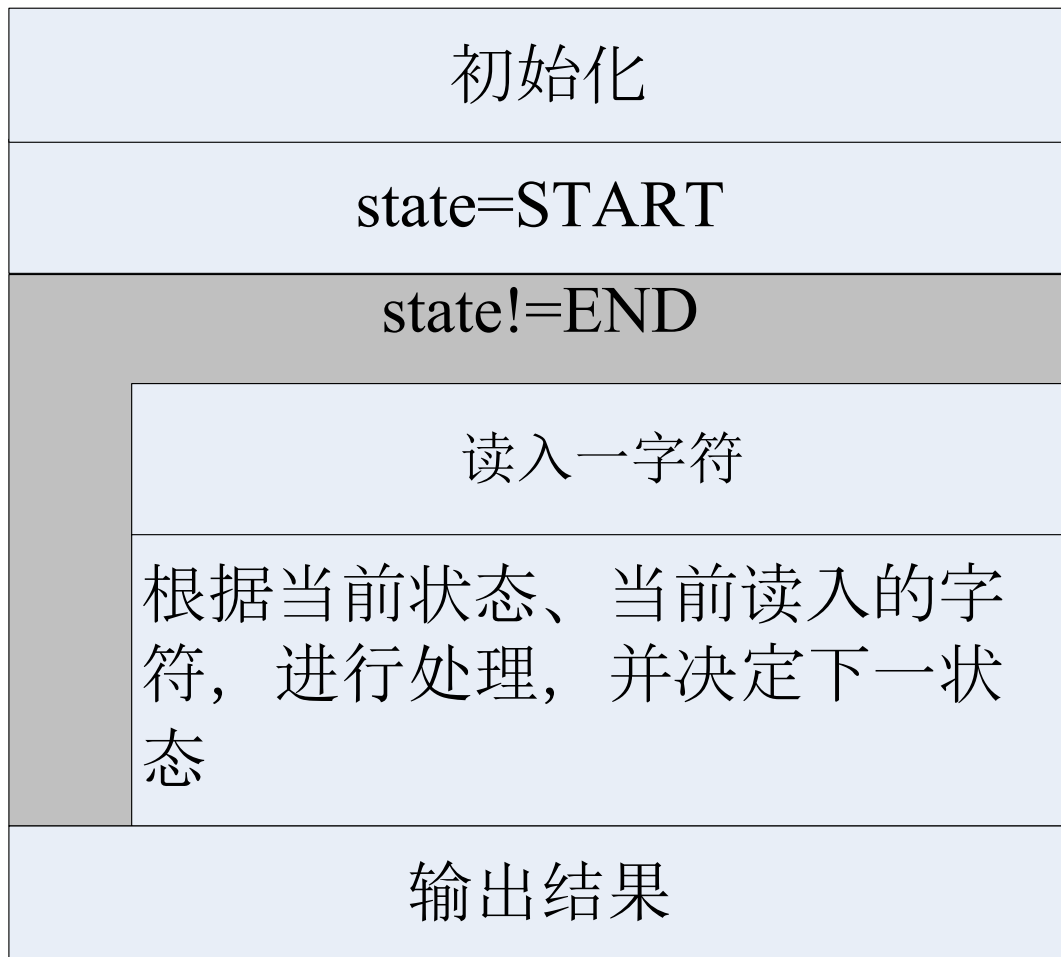 初始化
state=START
state!=END
读入一字符
根据当前状态、当前读入的字
符，进行处理，并决定下一状
态
输出结果